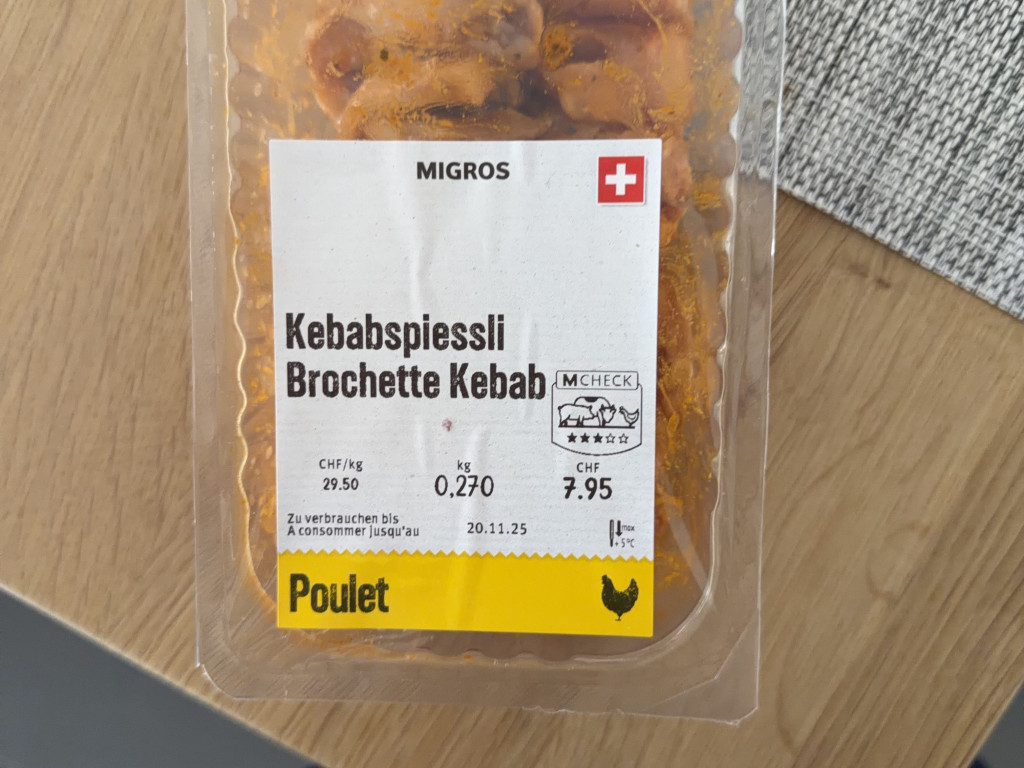 MIGROS
Kebabspiessli
Brochette Kebab
M CHECK
CHF/kg kg CHF
29.50 0,270 7.95
Zu verbrauchen bis
A consommer jusqu'au 20.11.25
max
+5°C
Poulet